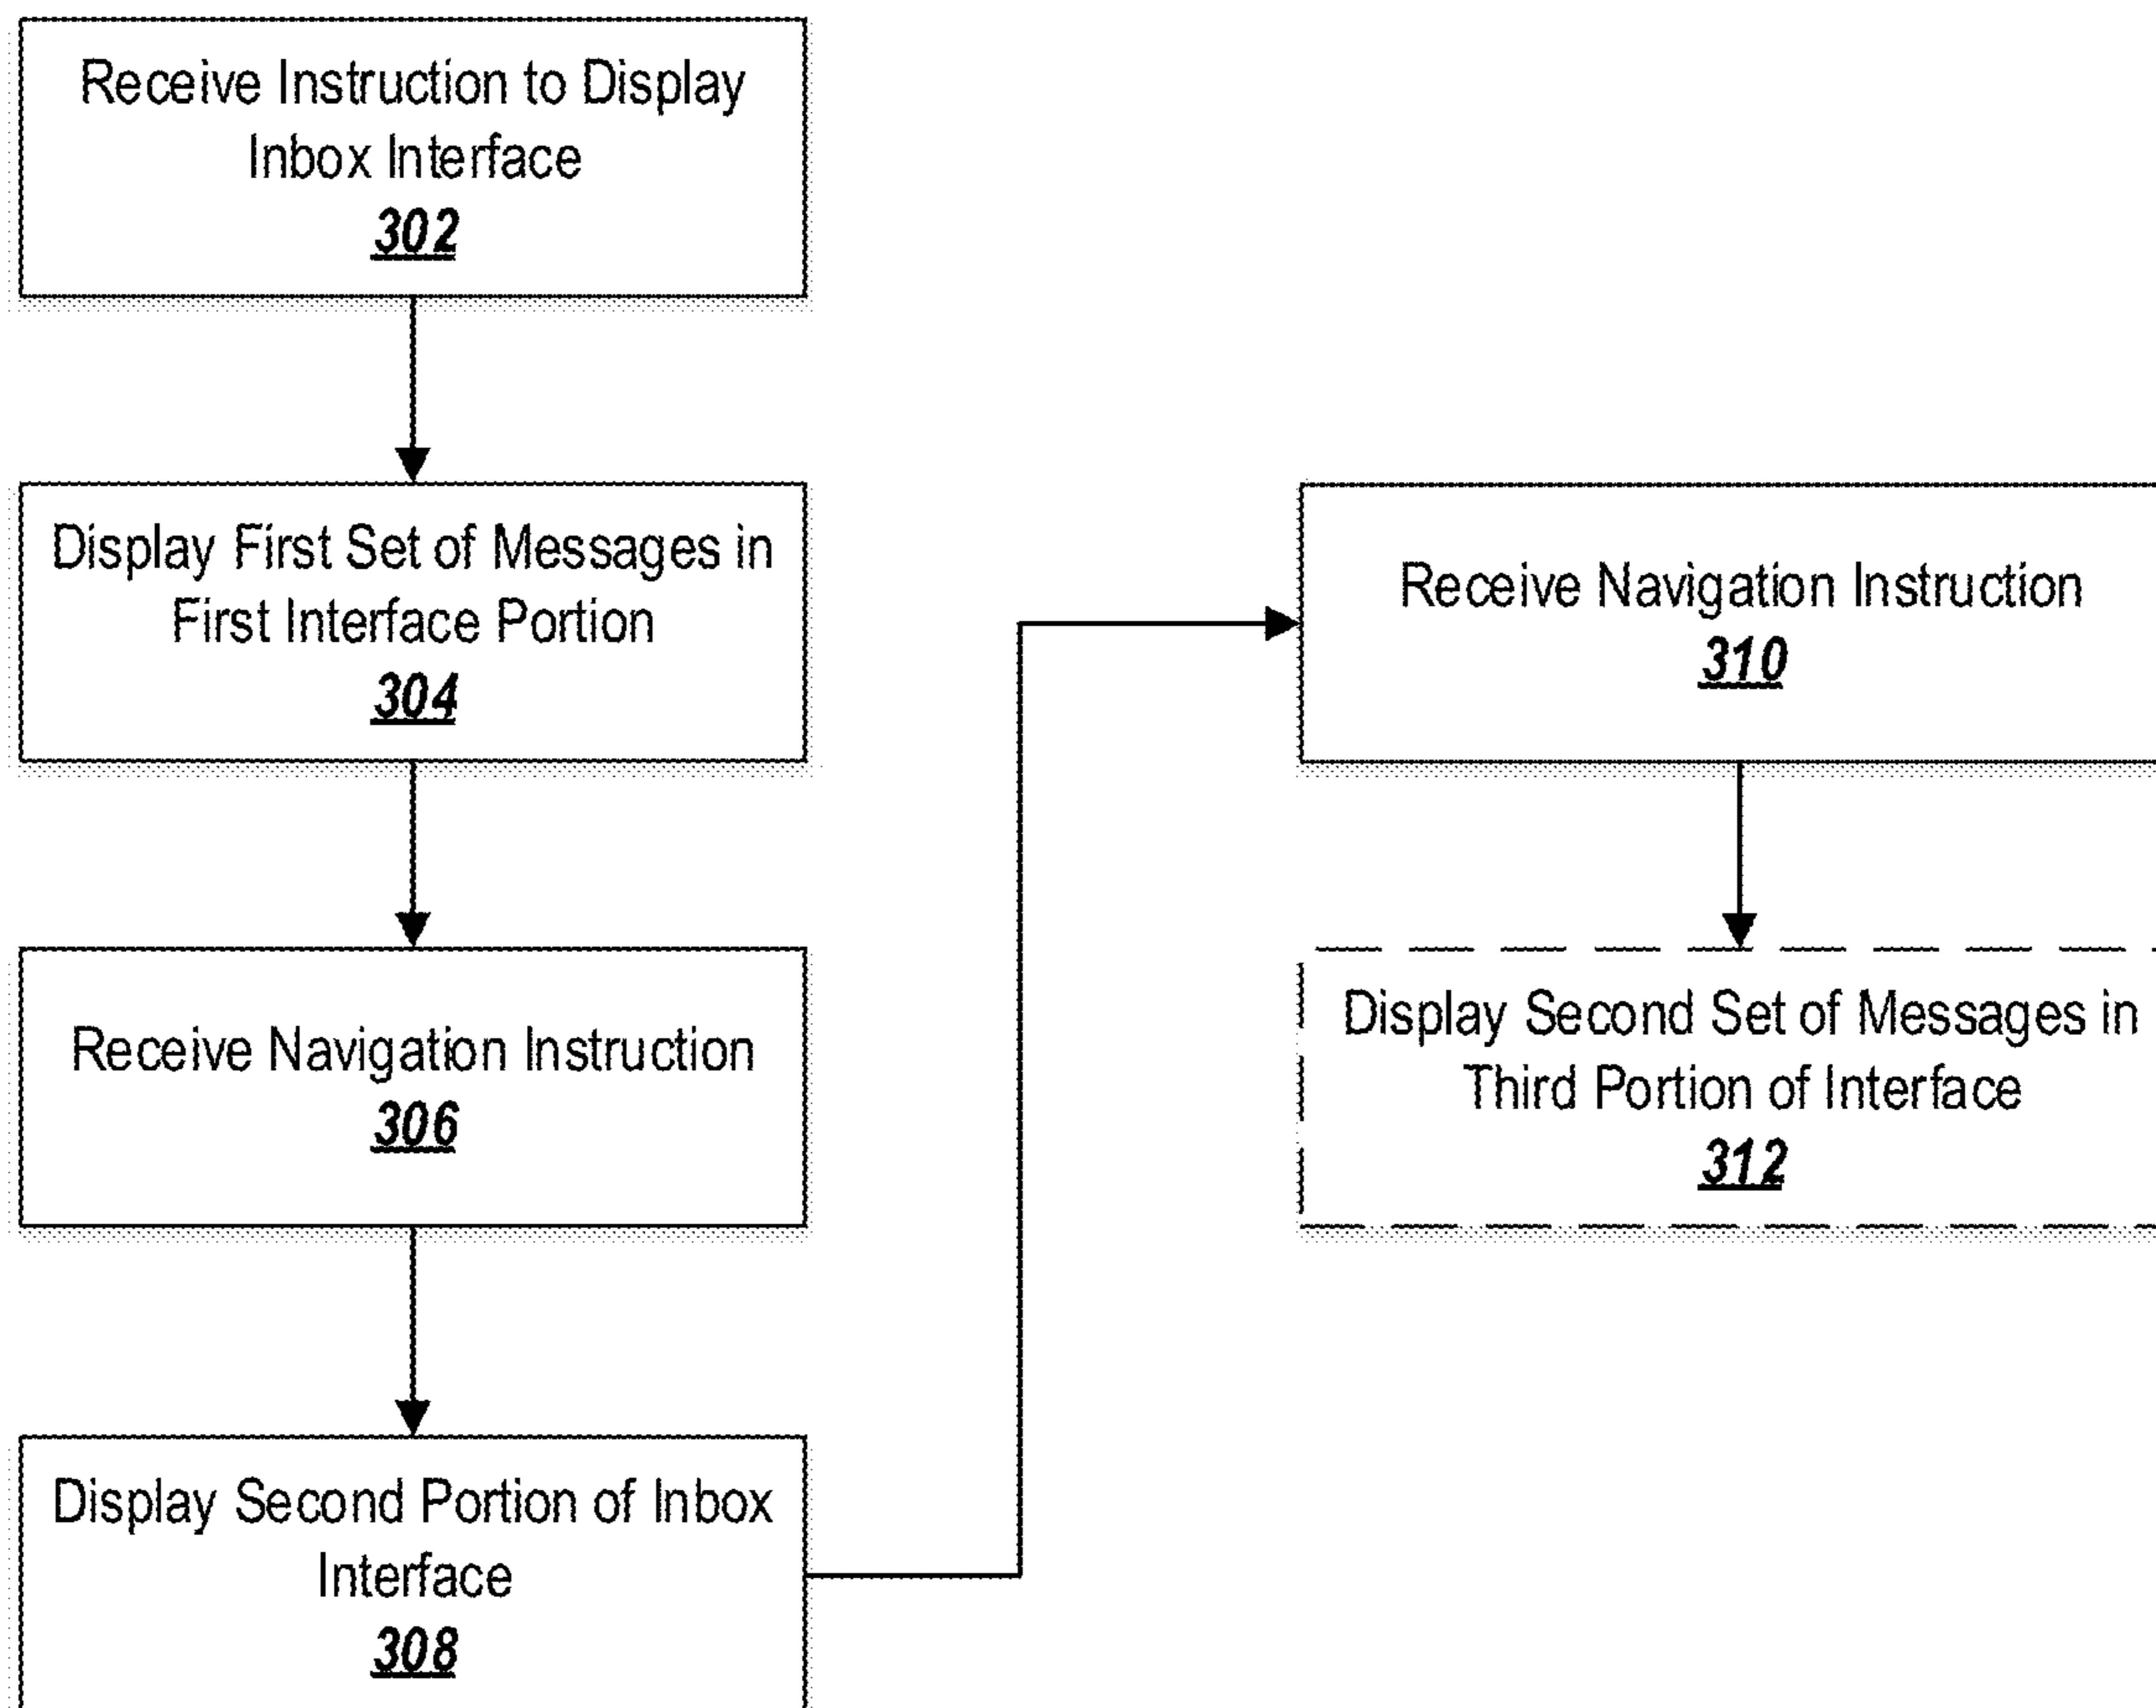 Receive Instruction to Display
Inbox Interface
302
Display First Set of Messages in
First Interface Portion
304
Receive Navigation Instruction
306
Display Second Portion of Inbox
Interface
308
Receive Navigation Instruction
310
Display Second Set of Messages in
Third Portion of Interface
312